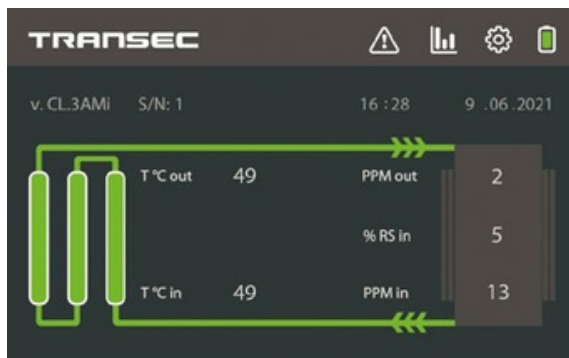 TRANSEC
v. CL.3AMi S/N: 1 16:28 9 .06.2021
T °C out 49 PPM out 2
% RS in 5
T °C in 49 PPM in 13